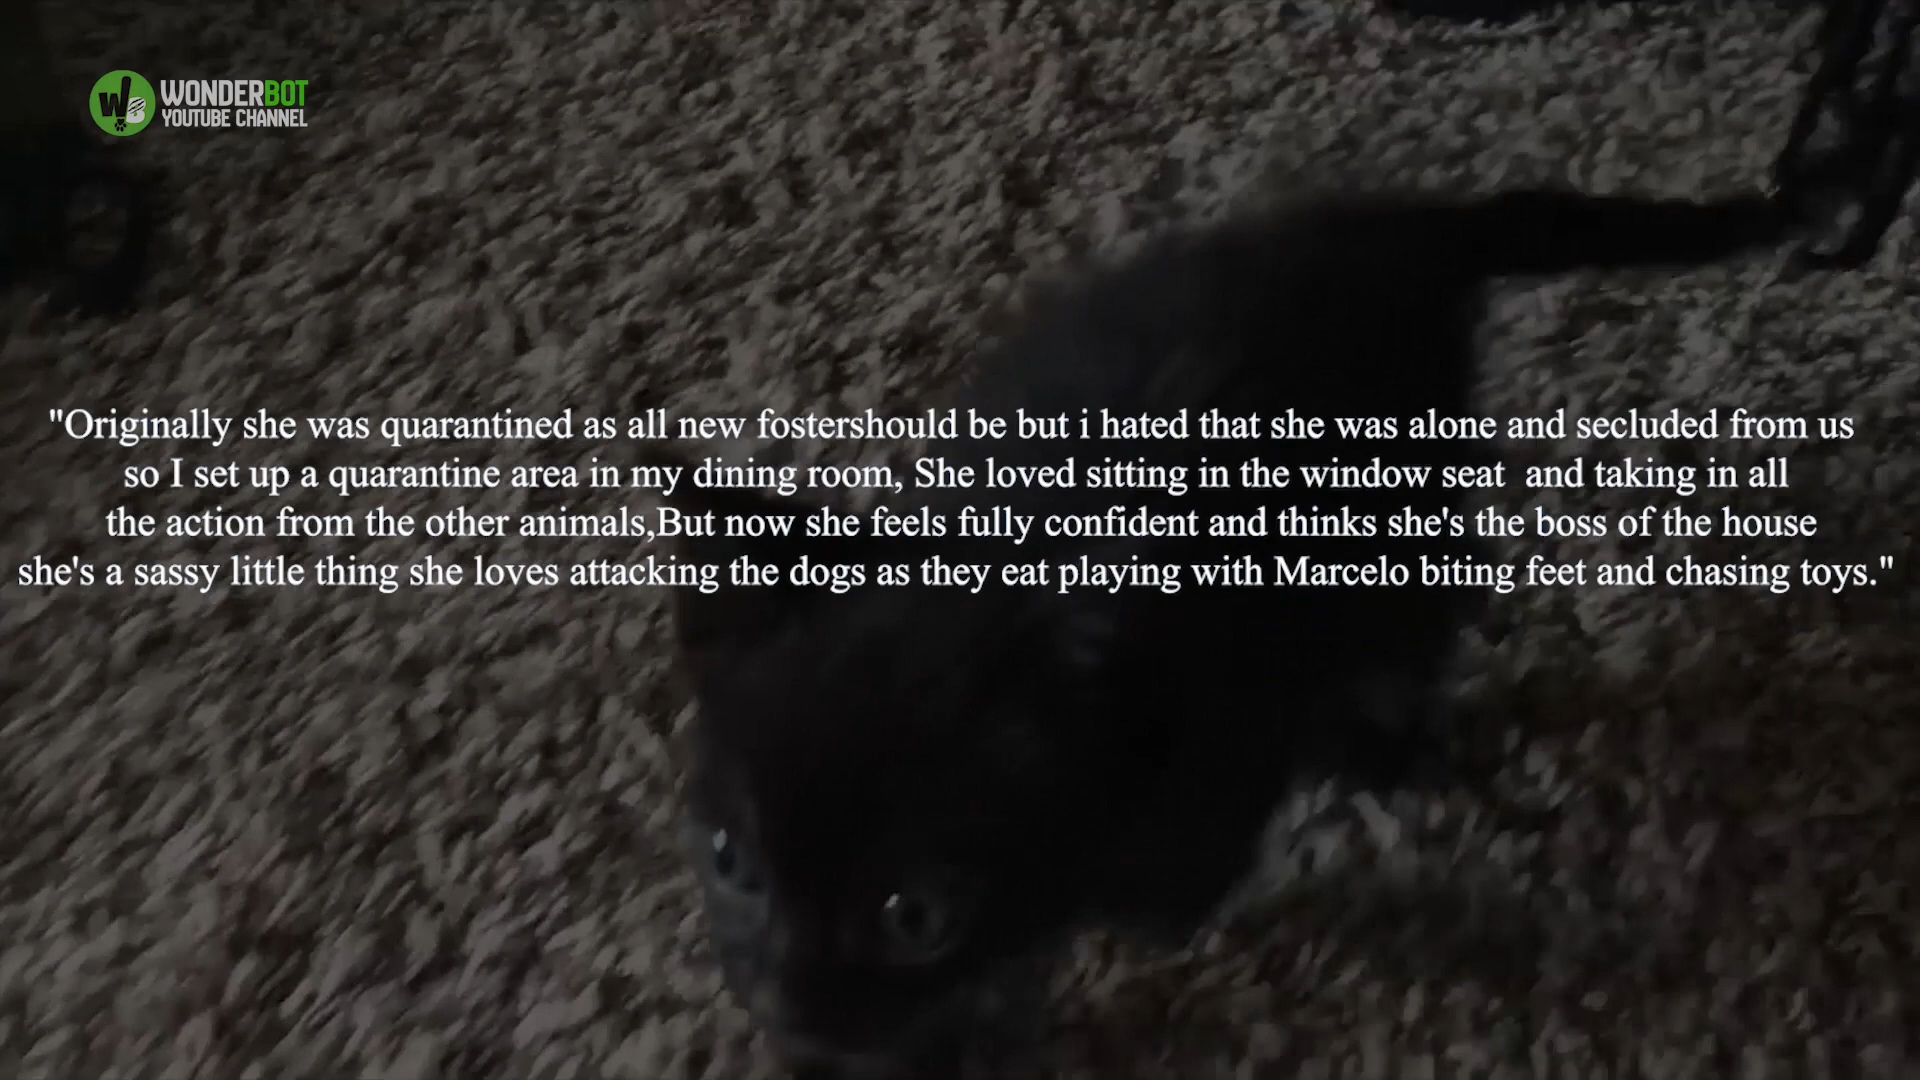 WONDERBOT
YOUTUBE CHANNEL
"Originally she was quarantined as all new fostershould be but i hated that she was alone and secluded from us
so I set up a quarantine area in my dining room, She loved sitting in the window seat  and taking in all
the action from the other animals,But now she feels fully confident and thinks she's the boss of the house
she's a sassy little thing she loves attacking the dogs as they eat playing with Marcelo biting feet and chasing toys."